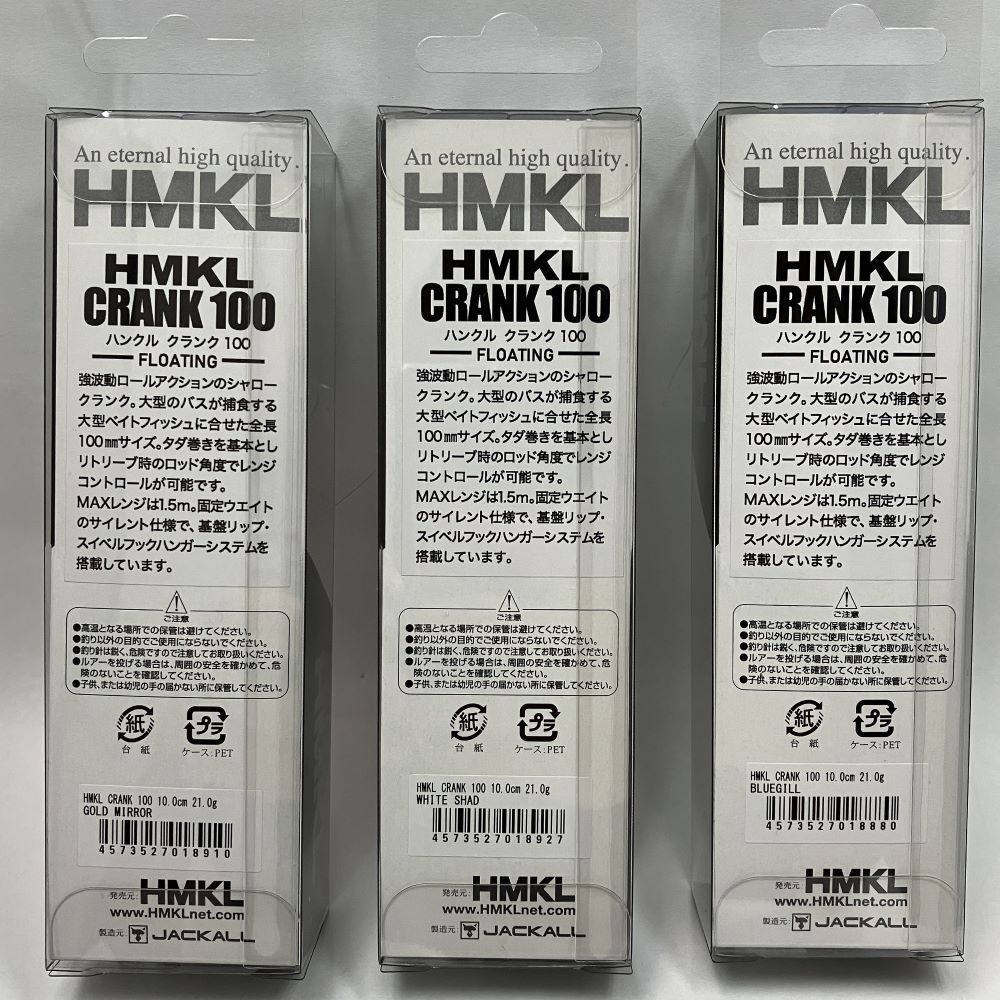 An eternal high quality.
HMKL
HMKL
CRANK 100
ハンクル クランク 100
FLOATING
強波動ロールアクションのシャロー
クランク。大型のバスが捕食する
大型ベイトフィッシュに合せた全長
100㎜サイズ。タダ巻きを基本とし
リトリーブ時のロッド角度でレンジ
コントロールが可能です。
MAXレンジは1.5m。固定ウエイト
のサイレント仕様で、基盤リップ・
スイベルフックハンガーシステムを
搭載しています。
ご注意
●高温となる場所での保管は避けてください。
●釣り以外の目的でご使用にならないでください。
●釣り針は鋭く、危険ですので注意してお取り扱いください。
●ルアーを投げる場合は、周囲の安全を確かめて、危
険のないことを確認してください。
●子供、または幼児の手の届かない所に保管してください。
紙
台紙
プラ
ケース:PET
HMKL CRANK 100 10.0cm 21.0g
GOLD MIRROR
4573527018910
発売元:HMKL
www.HMKLnet.com
製造元:JACKALL
An eternal high quality.
HMKL
HMKL
CRANK 100
ハンクル クランク 100
FLOATING
強波動ロールアクションのシャロー
クランク。大型のバスが捕食する
大型ベイトフィッシュに合せた全長
100㎜サイズ。タダ巻きを基本とし
リトリーブ時のロッド角度でレンジ
コントロールが可能です。
MAXレンジは1.5m。固定ウエイト
のサイレント仕様で、基盤リップ・
スイベルフックハンガーシステムを
搭載しています。
ご注意
●高温となる場所での保管は避けてください。
●釣り以外の目的でご使用にならないでください。
●釣り針は鋭く、危険ですので注意してお取り扱いください。
●ルアーを投げる場合は、周囲の安全を確かめて、危
険のないことを確認してください。
●子供、または幼児の手の届かない所に保管してください。
紙
台紙
プラ
ケース:PET
HMKL CRANK 100 10.0cm 21.0g
WHITE SHAD
4573527018927
発売元:HMKL
www.HMKLnet.com
製造元:JACKALL
An eternal high quality.
HMKL
HMKL
CRANK 100
ハンクル クランク 100
FLOATING
強波動ロールアクションのシャロー
クランク。大型のバスが捕食する
大型ベイトフィッシュに合せた全長
100㎜サイズ。タダ巻きを基本とし
リトリーブ時のロッド角度でレンジ
コントロールが可能です。
MAXレンジは1.5m。固定ウエイト
のサイレント仕様で、基盤リップ・
スイベルフックハンガーシステムを
搭載しています。
ご注意
●高温となる場所での保管は避けてください。
●釣り以外の目的でご使用にならないでください。
●釣り針は鋭く、危険ですので注意してお取り扱いください。
●ルアーを投げる場合は、周囲の安全を確かめて、危
険のないことを確認してください。
●子供、または幼児の手の届かない所に保管してください。
紙
台紙
プラ
ケース:PET
HMKL CRANK 100 10.0cm 21.0g
BLUEGILL
4573527018880
発売元:HMKL
www.HMKLnet.com
製造元:JACKALL